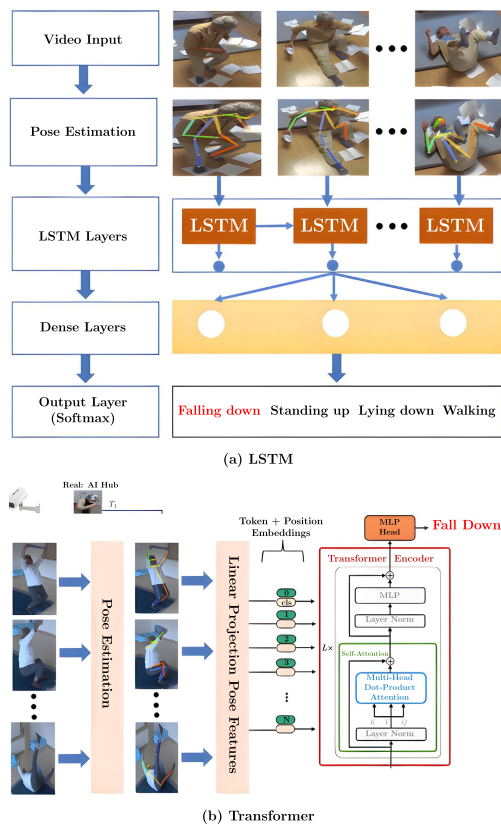 Video Input
Pose Estimation
LSTM Layers
LSTM
LSTM
LSTM
Dense Layers
Output Layer
(Softmax)
Falling down Standing up Lying down Walking
(a) LSTM
Real: AI Hub
T1
Token + Position
Embeddings
MLP
Head
Fall Down
Transformer Encoder
Pose Estimation
Linear Projection Pose Features
0
cls
1
2
3
N
L×
MLP
Layer Norm
Self-Attention
Multi-Head
Dot-Product
Attention
K V Q
Layer Norm
(b) Transformer